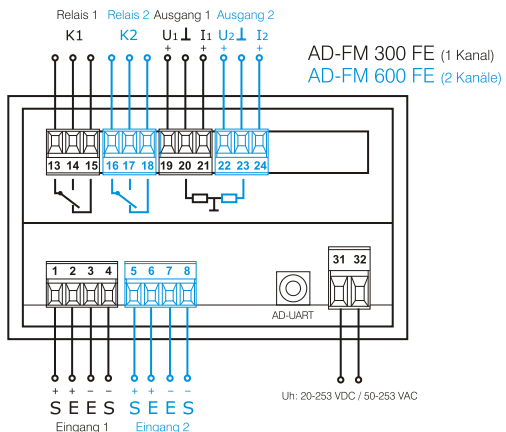 Relais 1 Relais 2 Ausgang 1 Ausgang 2
K1 K2 U1 ⊥ I1 U2 ⊥ I2
+ + + +
AD-FM 300 FE (1 Kanal)
AD-FM 600 FE (2 Kanäle)
13 14 15 16 17 18 19 20 21 22 23 24
1 2 3 4 5 6 7 8
31 32
AD-UART
+ + − − + + − −
S E E S S E E S
Eingang 1 Eingang 2
Uh: 20-253 VDC / 50-253 VAC